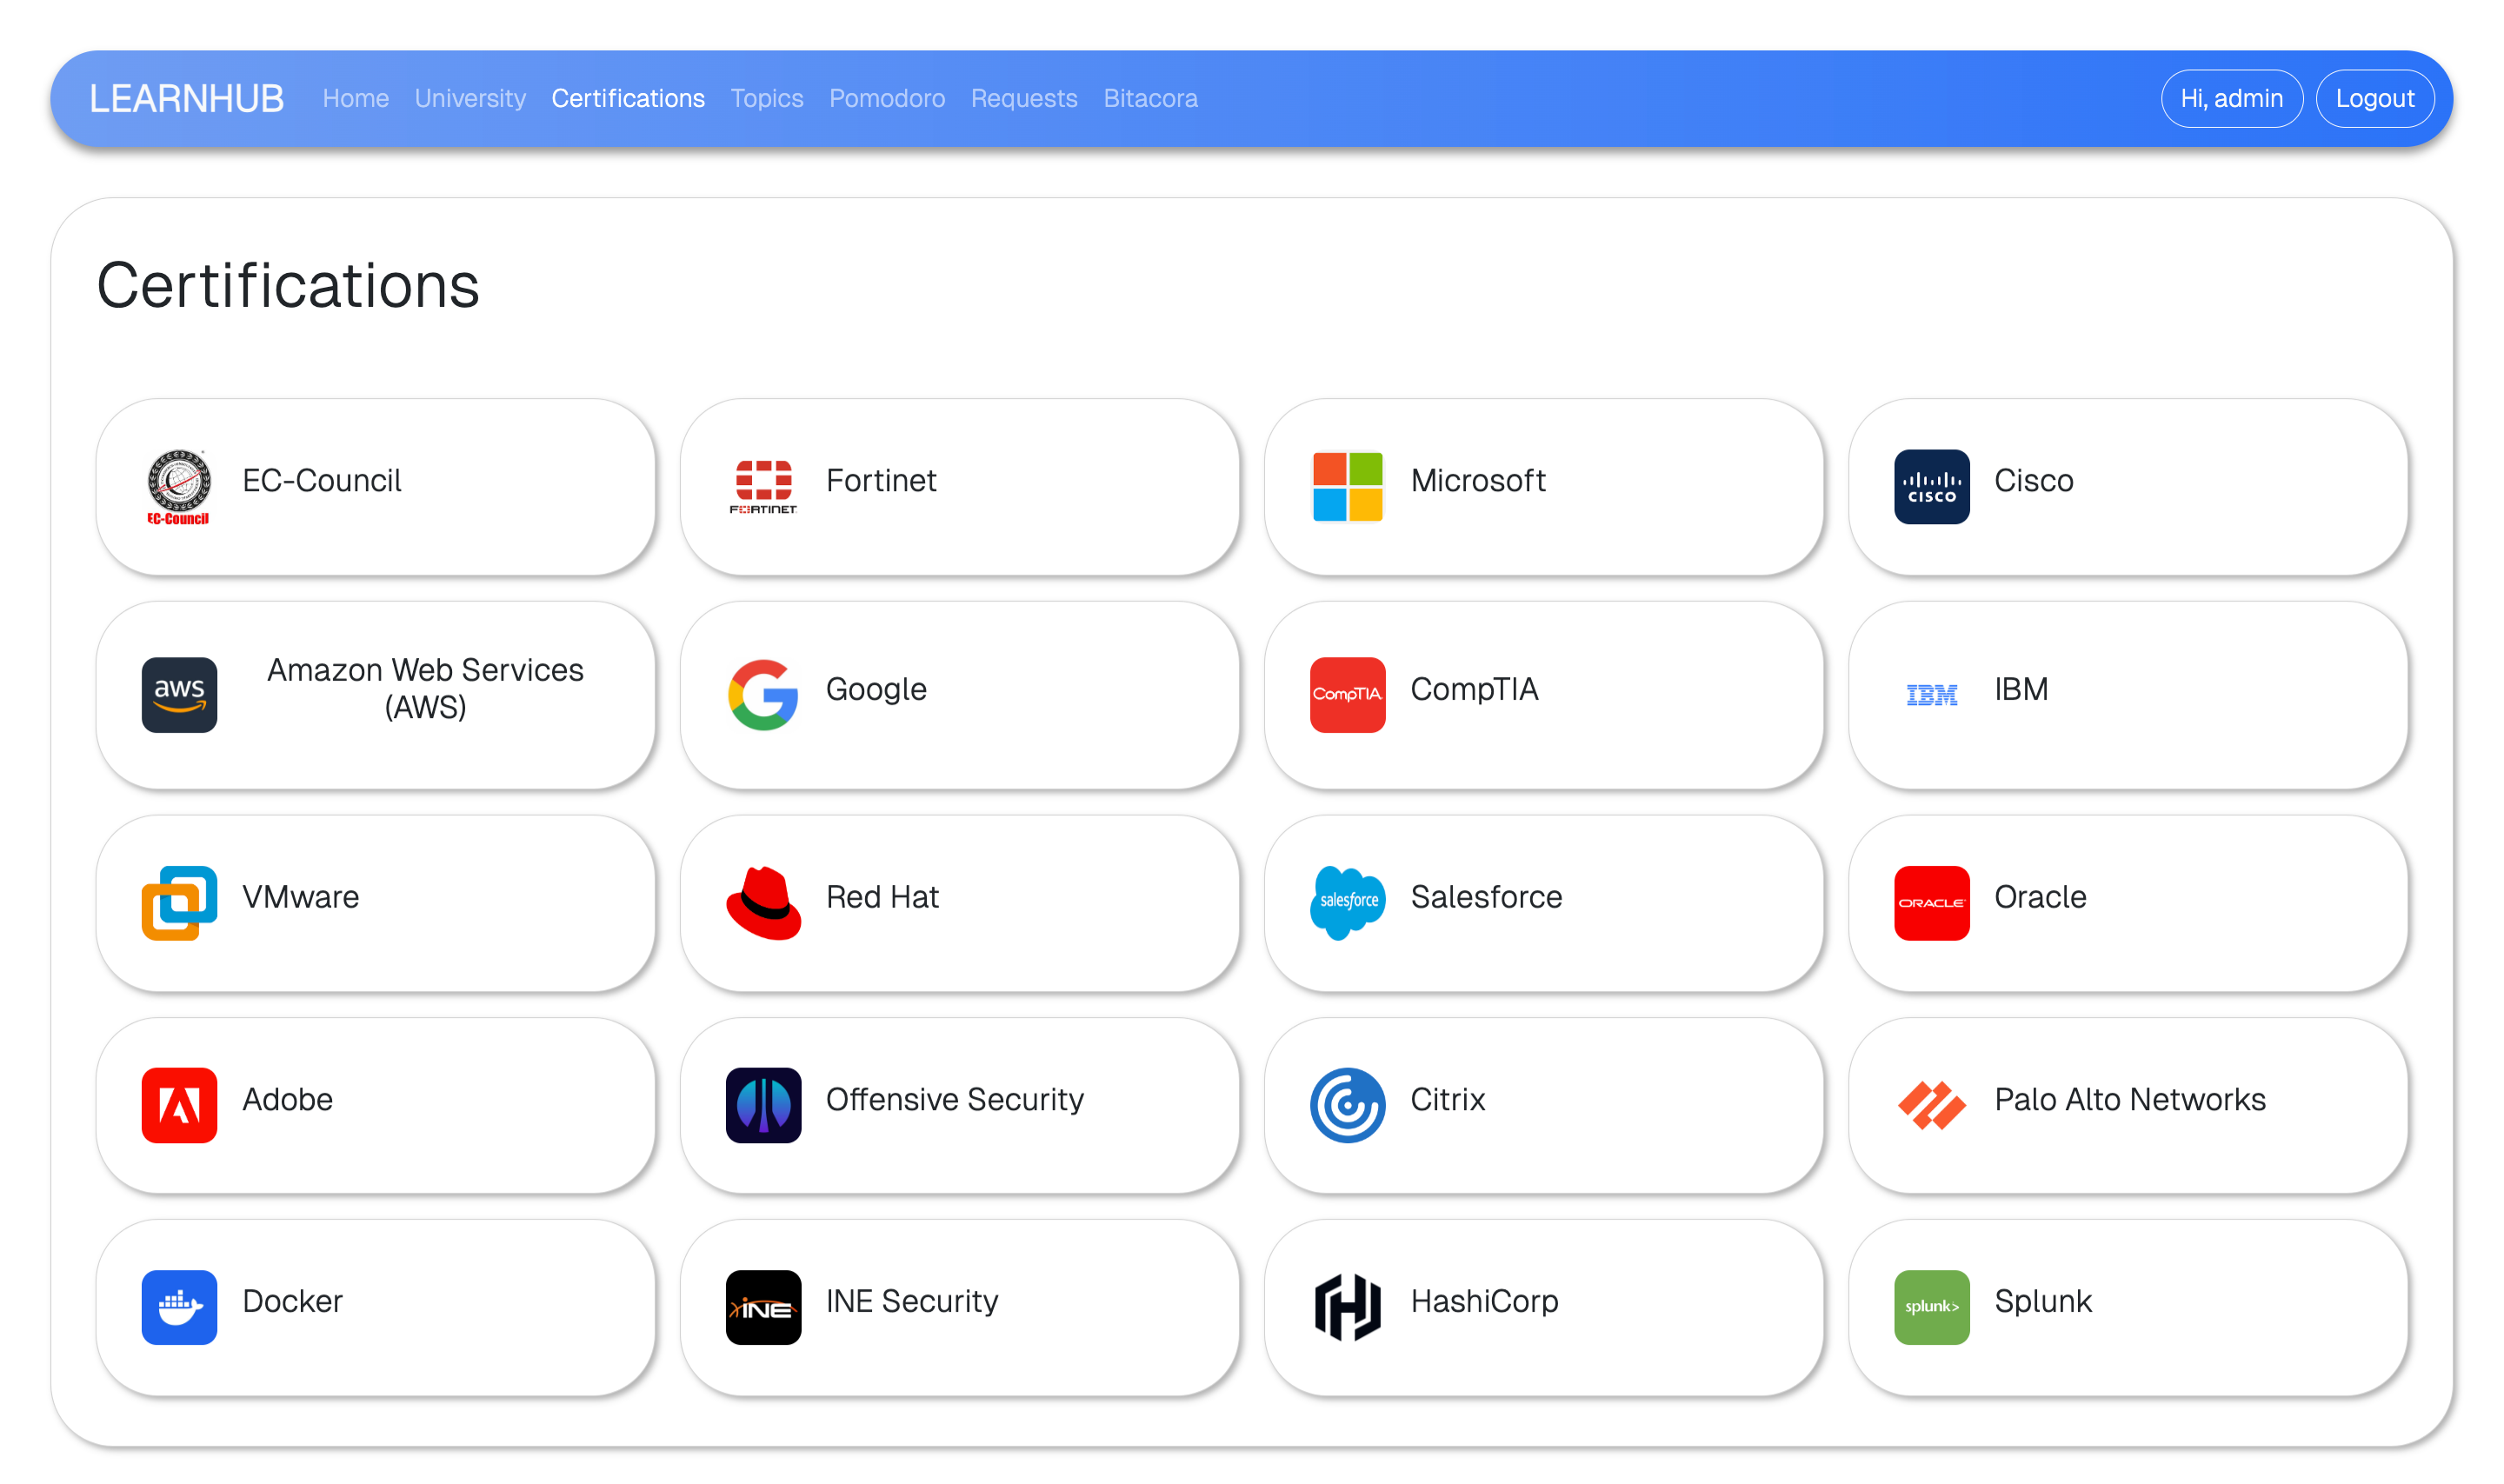 LEARNHUB Home University Certifications Topics Pomodoro Requests Bitacora Hi, admin Logout
Certifications
EC-Council
EC-Council
Fortinet
FORTINET
Microsoft
CISCO
Cisco
aws
Amazon Web Services
(AWS)
Google
CompTIA.
CompTIA
IBM
IBM
VMware
Red Hat
salesforce
Salesforce
ORACLE
Oracle
Adobe
Offensive Security
Citrix
Palo Alto Networks
Docker
INE
INE Security
HashiCorp
splunk>
Splunk